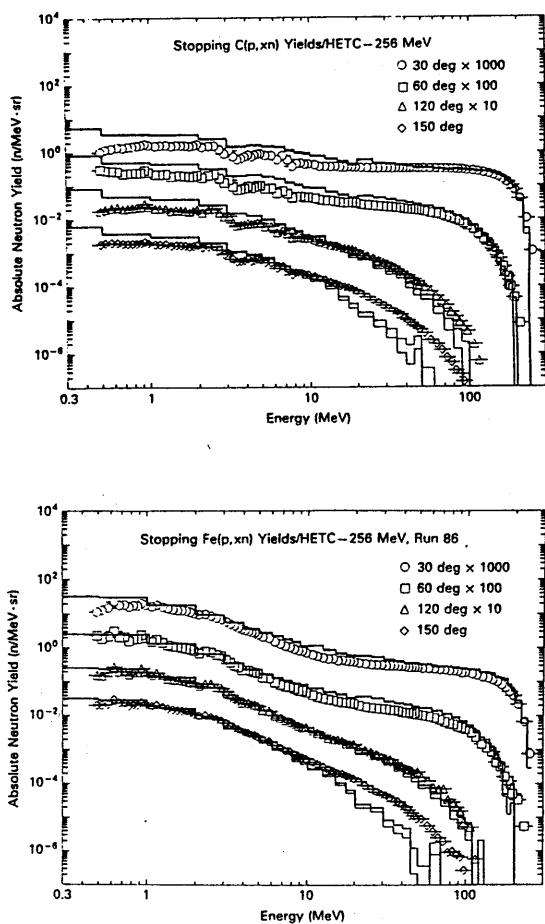 Stopping C(p,xn) Yields/HETC–256 MeV
30 deg × 1000
60 deg × 100
120 deg × 10
150 deg
Absolute Neutron Yield (n/MeV·sr)
10⁴
10²
10⁰
10⁻²
10⁻⁴
10⁻⁶
0.3
1
10
100
Energy (MeV)
Stopping Fe(p,xn) Yields/HETC–256 MeV, Run 86
30 deg × 1000
60 deg × 100
120 deg × 10
150 deg
Absolute Neutron Yield (n/MeV·sr)
10⁴
10²
10⁰
10⁻²
10⁻⁴
10⁻⁶
0.3
1
10
100
Energy (MeV)